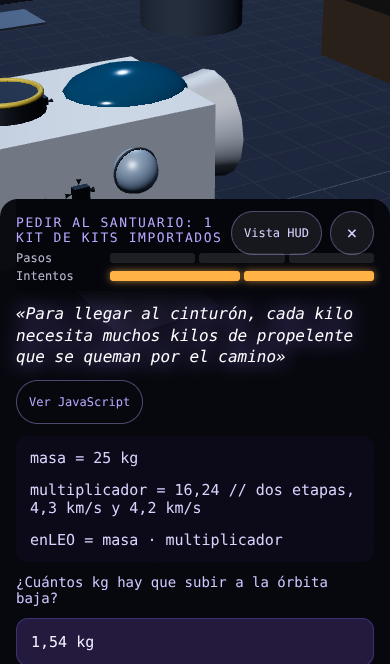 PEDIR AL SANTUARIO: 1
KIT DE KITS IMPORTADOS
Vista HUD
×
Pasos
Intentos
«Para llegar al cinturón, cada kilo
necesita muchos kilos de propelente
que se queman por el camino»
Ver JavaScript
masa = 25 kg
multiplicador = 16,24 // dos etapas,
4,3 km/s y 4,2 km/s
enLEO = masa · multiplicador
¿Cuántos kg hay que subir a la órbita
baja?
1,54 kg